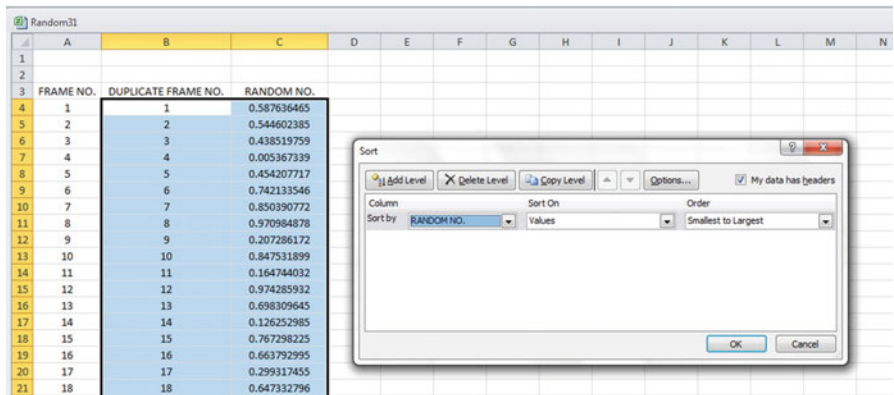 Random31
A B C D E F G H I J K L M N
1
2
3 FRAME NO. DUPLICATE FRAME NO. RANDOM NO.
4 1 1 0.587636465
5 2 2 0.544602385
6 3 3 0.438519759
7 4 4 0.005367339
8 5 5 0.454207717
9 6 6 0.742133546
10 7 7 0.850390772
11 8 8 0.970984878
12 9 9 0.207286172
13 10 10 0.847531899
14 11 11 0.164744032
15 12 12 0.974285932
16 13 13 0.698309645
17 14 14 0.126252985
18 15 15 0.767298225
19 16 16 0.663792995
20 17 17 0.299317455
21 18 18 0.647332796
Sort
Add Level Delete Level Copy Level Options... My data has headers
Column Sort On Order
Sort by RANDOM NO. Values Smallest to Largest
OK Cancel